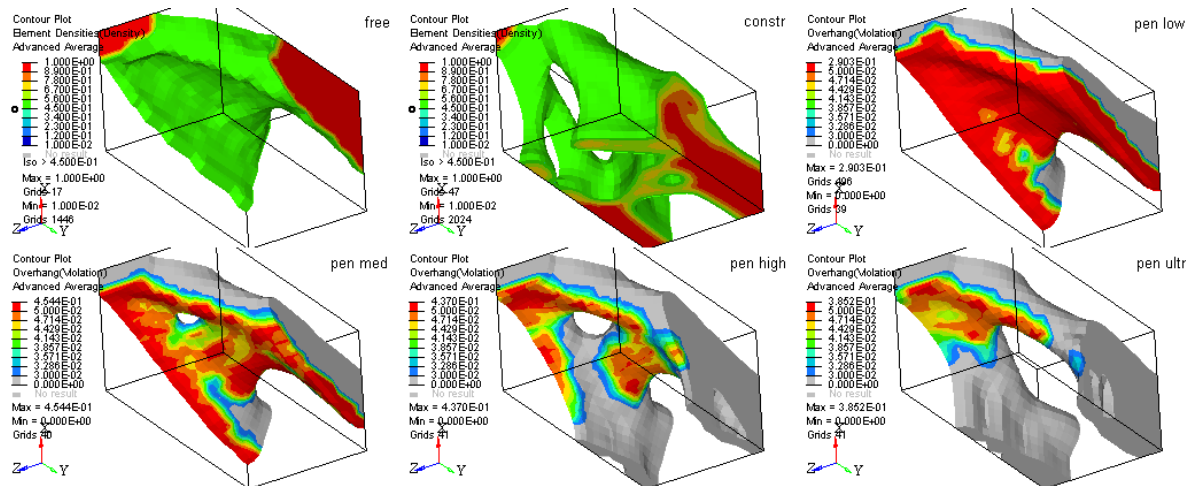 Contour Plot
Element Densities(Density)
Advanced Average
1.000E+00
8.900E-01
7.800E-01
6.700E-01
5.600E-01
4.500E-01
3.400E-01
2.300E-01
1.200E-01
1.000E-02
No result
Iso > 4.500E-01
Max = 1.000E+00
Grids 17
X
Min = 1.000E-02
Grids 1446
Z
Y
free
Contour Plot
Element Densities(Density)
Advanced Average
1.000E+00
8.900E-01
7.800E-01
6.700E-01
5.600E-01
4.500E-01
3.400E-01
2.300E-01
1.200E-01
1.000E-02
No result
Iso > 4.500E-01
Max = 1.000E+00
Grids 47
X
Min = 1.000E-02
Grids 2024
Z
Y
constr
Contour Plot
Overhang(Violation)
Advanced Average
2.903E-01
5.000E-02
4.714E-02
4.429E-02
4.143E-02
3.857E-02
3.571E-02
3.286E-02
3.000E-02
0.000E+00
No result
Max = 2.903E-01
Grids 496
X
Min = 0.000E+00
Grids 39
Z
Y
pen low
Contour Plot
Overhang(Violation)
Advanced Average
4.544E-01
5.000E-02
4.714E-02
4.429E-02
4.143E-02
3.857E-02
3.571E-02
3.286E-02
3.000E-02
0.000E+00
No result
Max = 4.544E-01
Min = 0.000E+00
Grids 40
X
Z
Y
pen med
Contour Plot
Overhang(Violation)
Advanced Average
4.370E-01
5.000E-02
4.714E-02
4.429E-02
4.143E-02
3.857E-02
3.571E-02
3.286E-02
3.000E-02
0.000E+00
No result
Max = 4.370E-01
Min = 0.000E+00
Grids 41
X
Z
Y
pen high
Contour Plot
Overhang(Violation)
Advanced Average
3.852E-01
5.000E-02
4.714E-02
4.429E-02
4.143E-02
3.857E-02
3.571E-02
3.286E-02
3.000E-02
0.000E+00
No result
Max = 3.852E-01
Min = 0.000E+00
Grids 41
X
Z
Y
pen ultr